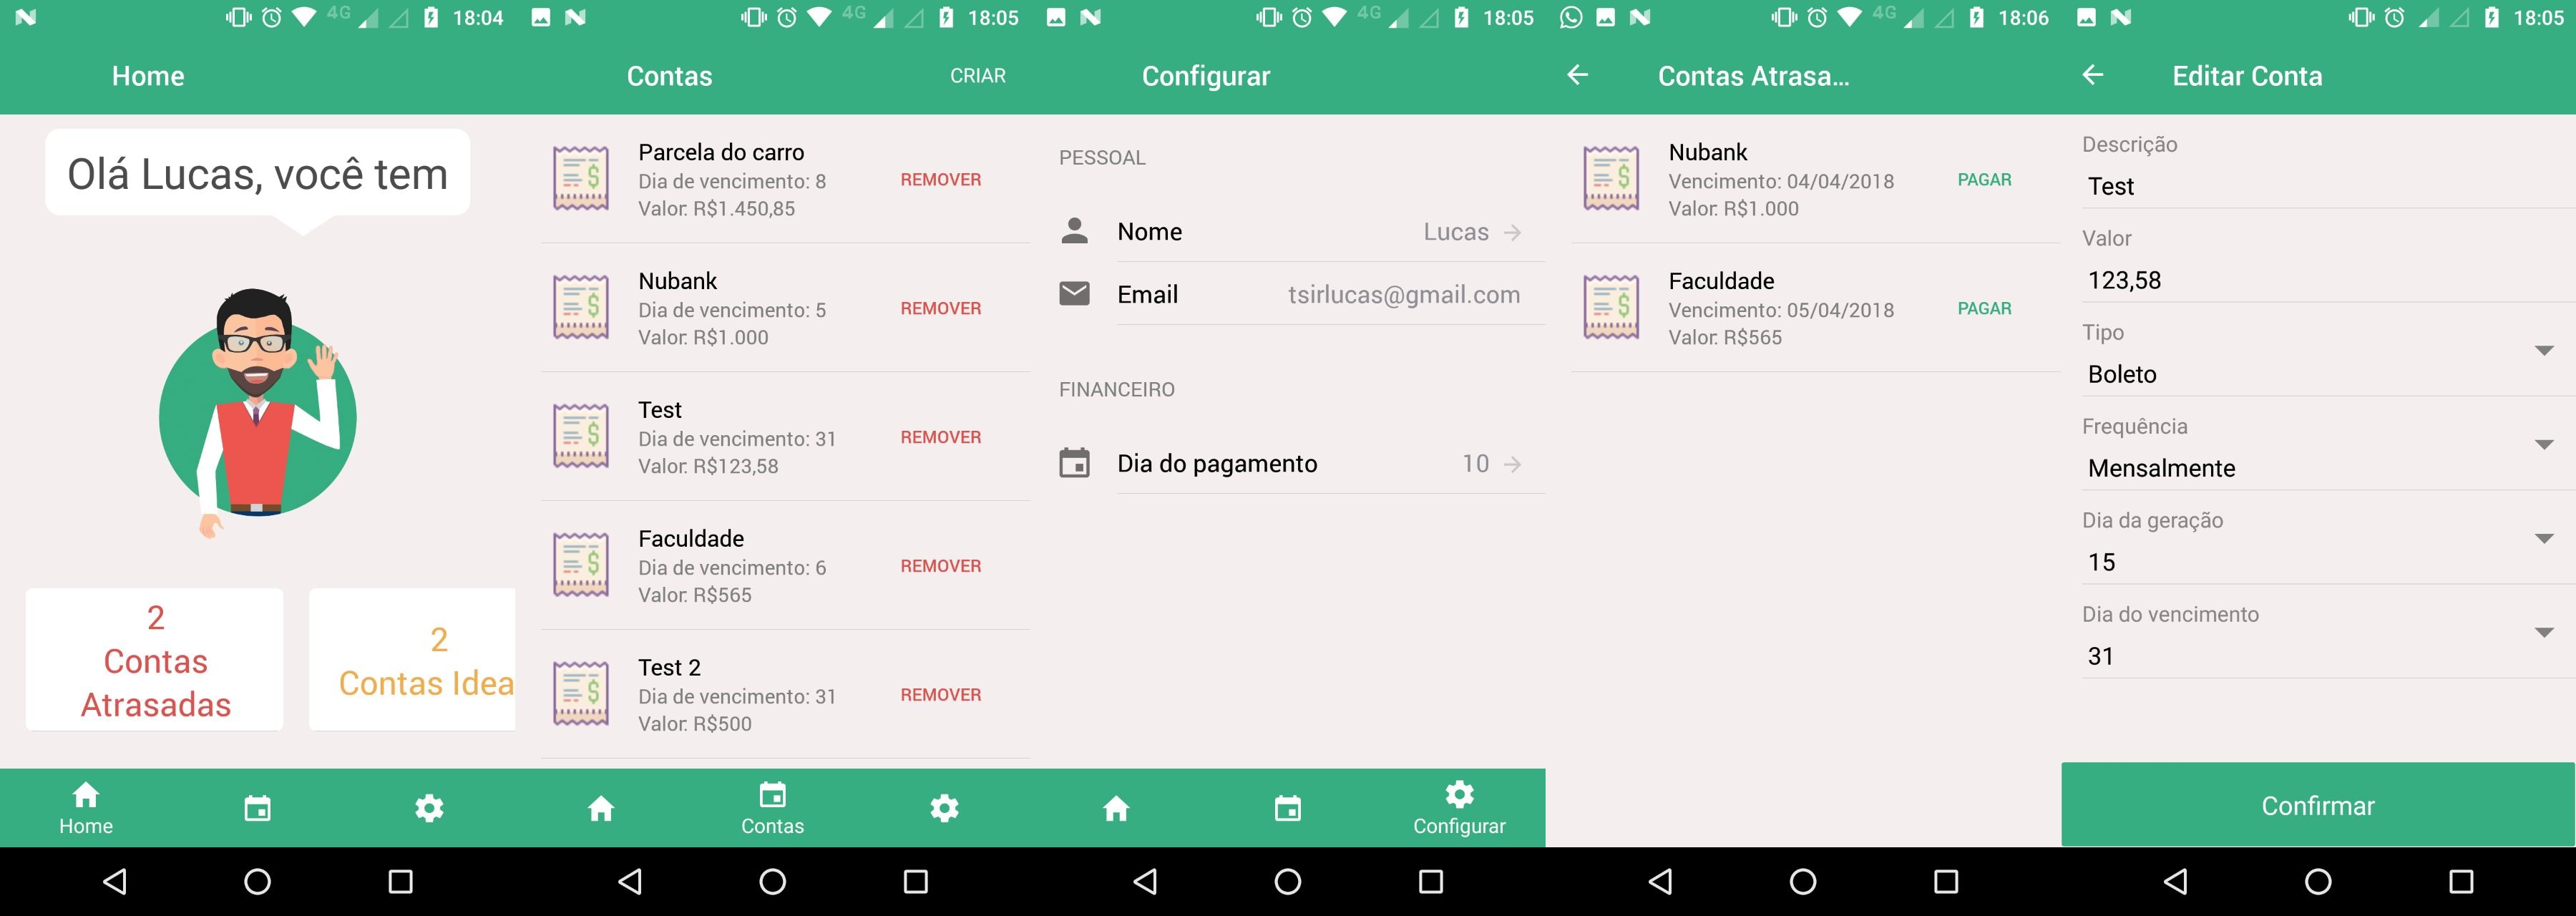 4G 18:04
Home
Olá Lucas, você tem
2
Contas
Atrasadas
2
Contas Idea
Home
4G 18:05
Contas
CRIAR
Parcela do carro
Dia de vencimento: 8
Valor: R$1.450,85
REMOVER
Nubank
Dia de vencimento: 5
Valor: R$1.000
REMOVER
Test
Dia de vencimento: 31
Valor: R$123,58
REMOVER
Faculdade
Dia de vencimento: 6
Valor: R$565
REMOVER
Test 2
Dia de vencimento: 31
Valor: R$500
REMOVER
Contas
4G 18:05
Configurar
PESSOAL
Nome Lucas
Email tsirlucas@gmail.com
FINANCEIRO
Dia do pagamento 10
Configurar
4G 18:06
Contas Atrasa...
Nubank
Vencimento: 04/04/2018
Valor: R$1.000
PAGAR
Faculdade
Vencimento: 05/04/2018
Valor: R$565
PAGAR
18:05
Editar Conta
Descrição
Test
Valor
123,58
Tipo
Boleto
Frequência
Mensalmente
Dia da geração
15
Dia do vencimento
31
Confirmar